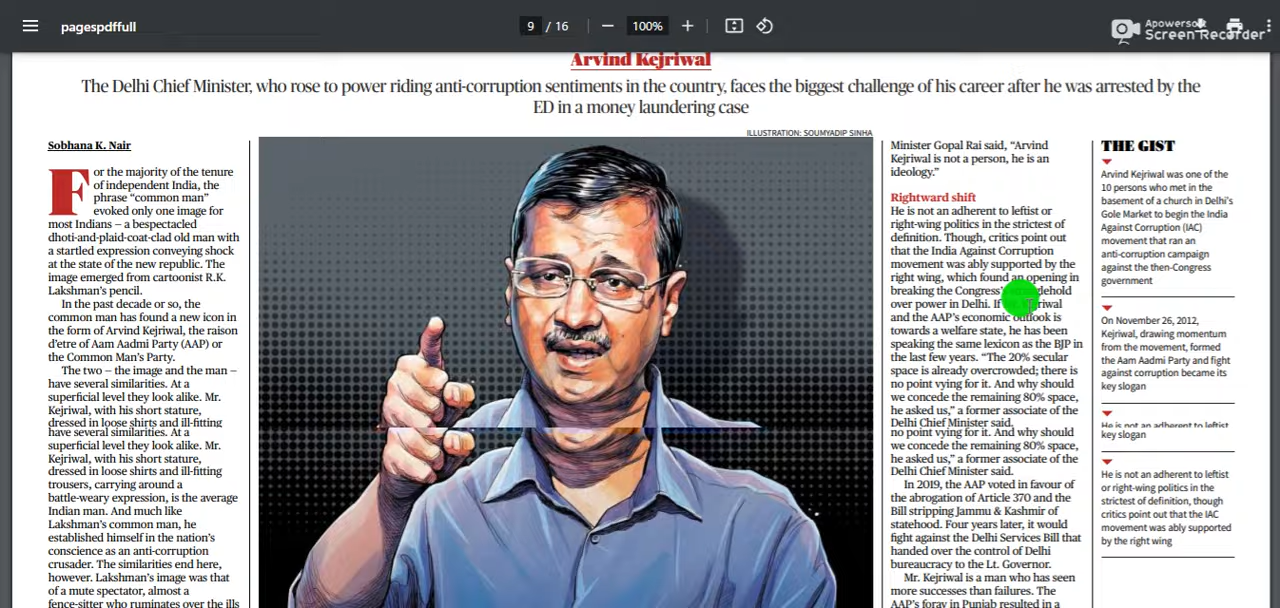 pagespdffull
9 / 16
100%
Apowersoft
Screen Recorder
Arvind Kejriwal
The Delhi Chief Minister, who rose to power riding anti-corruption sentiments in the country, faces the biggest challenge of his career after he was arrested by the
ED in a money laundering case
ILLUSTRATION: SOUMYADIP SINHA
Sobhana K. Nair
For the majority of the tenure
of independent India, the
phrase “common man”
evoked only one image for
most Indians — a bespectacled
dhoti-and-plaid-coat-clad old man with
a startled expression conveying shock
at the state of the new republic. The
image emerged from cartoonist R.K.
Lakshman’s pencil.
In the past decade or so, the
common man has found a new icon in
the form of Arvind Kejriwal, the raison
d’etre of Aam Aadmi Party (AAP) or
the Common Man’s Party.
The two — the image and the man —
have several similarities. At a
superficial level they look alike. Mr.
Kejriwal, with his short stature,
dressed in loose shirts and ill-fitting
have several similarities. At a
superficial level they look alike. Mr.
Kejriwal, with his short stature,
dressed in loose shirts and ill-fitting
trousers, carrying around a
battle-weary expression, is the average
Indian man. And much like
Lakshman’s common man, he
established himself in the nation’s
conscience as an anti-corruption
crusader. The similarities end here,
however. Lakshman’s image was that
of a mute spectator, almost a
fence-sitter who ruminates over the ills
Minister Gopal Rai said, “Arvind
Kejriwal is not a person, he is an
ideology.”
Rightward shift
He is not an adherent to leftist or
right-wing politics in the strictest of
definition. Though, critics point out
that the India Against Corruption
movement was ably supported by the
right wing, which found an opening in
breaking the Congress’
over power in Delhi. If
and the AAP’s economic outlook is
towards a welfare state, he has been
speaking the same lexicon as the BJP in
the last few years. “The 20% secular
space is already overcrowded; there is
no point vying for it. And why should
we concede the remaining 80% space,
he asked us,” a former associate of the
Delhi Chief Minister said.
no point vying for it. And why should
we concede the remaining 80% space,
he asked us,” a former associate of the
Delhi Chief Minister said.
In 2019, the AAP voted in favour of
the abrogation of Article 370 and the
Bill stripping Jammu & Kashmir of
statehood. Four years later, it would
fight against the Delhi Services Bill that
handed over the control of Delhi
bureaucracy to the Lt. Governor.
Mr. Kejriwal is a man who has seen
more successes than failures. The
AAP’s foray in Punjab resulted in a
THE GIST
Arvind Kejriwal was one of the
10 persons who met in the
basement of a church in Delhi’s
Gole Market to begin the India
Against Corruption (IAC)
movement that ran an
anti-corruption campaign
against the then-Congress
government
On November 26, 2012,
Kejriwal, drawing momentum
from the movement, formed
the Aam Aadmi Party and fight
against corruption became its
key slogan
He is not an adherent to leftist
key slogan
He is not an adherent to leftist
or right-wing politics in the
strictest of definition, though
critics point out that the IAC
movement was ably supported
by the right wing